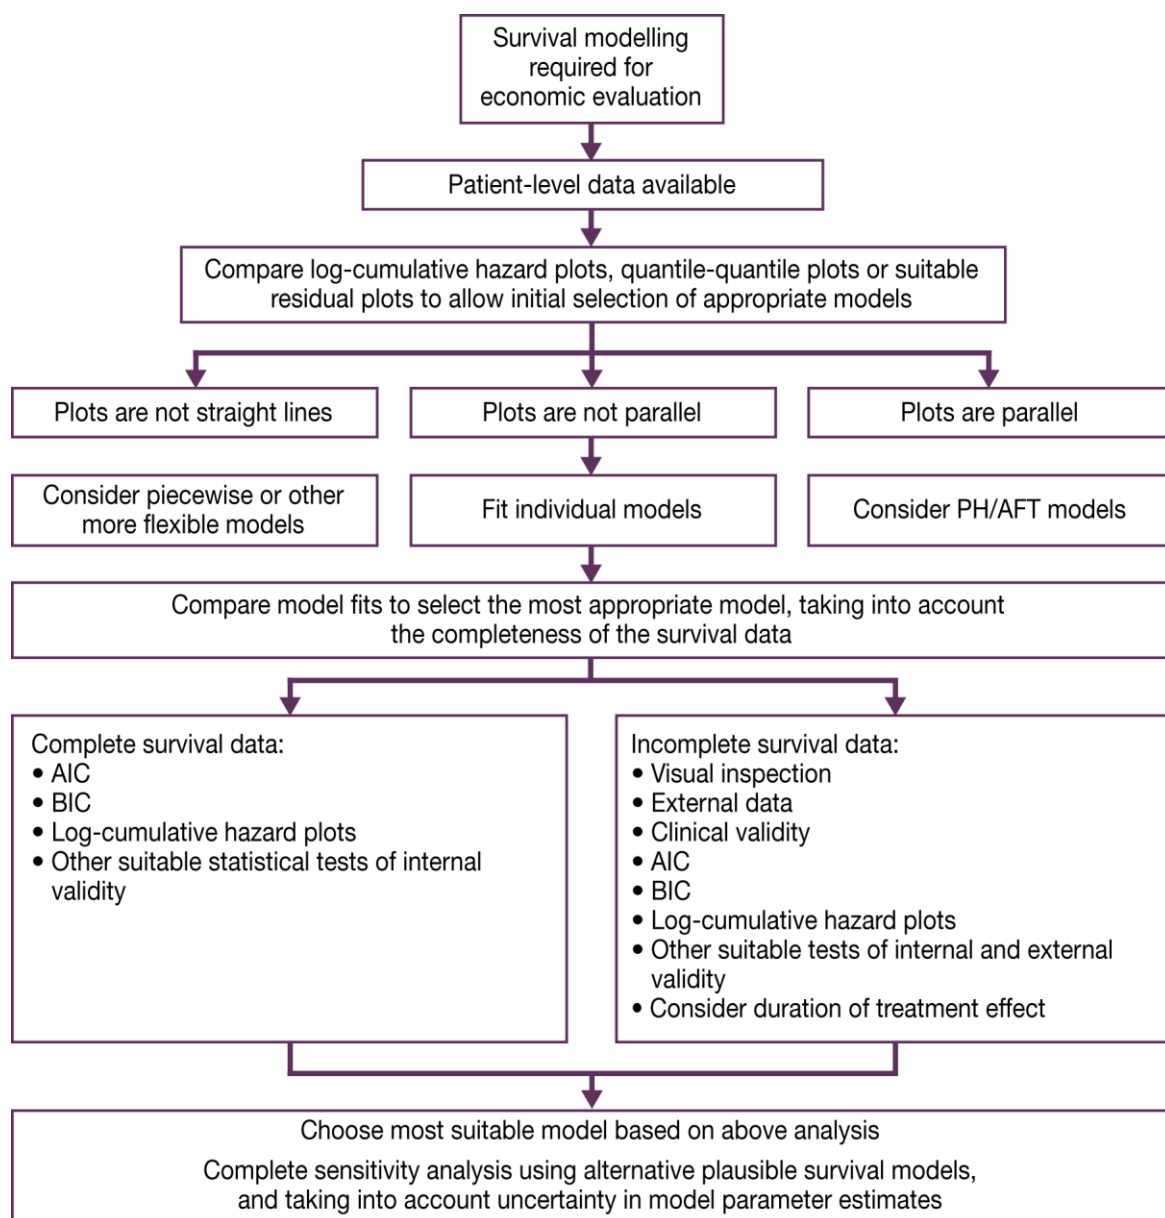 Survival modelling
required for
economic evaluation
Patient-level data available
Compare log-cumulative hazard plots, quantile-quantile plots or suitable
residual plots to allow initial selection of appropriate models
Plots are not straight lines
Plots are not parallel
Plots are parallel
Consider piecewise or other
more flexible models
Fit individual models
Consider PH/AFT models
Compare model fits to select the most appropriate model, taking into account
the completeness of the survival data
Complete survival data:
• AIC
• BIC
• Log-cumulative hazard plots
• Other suitable statistical tests of internal
validity
Incomplete survival data:
• Visual inspection
• External data
• Clinical validity
• AIC
• BIC
• Log-cumulative hazard plots
• Other suitable tests of internal and external
validity
• Consider duration of treatment effect
Choose most suitable model based on above analysis
Complete sensitivity analysis using alternative plausible survival models,
and taking into account uncertainty in model parameter estimates